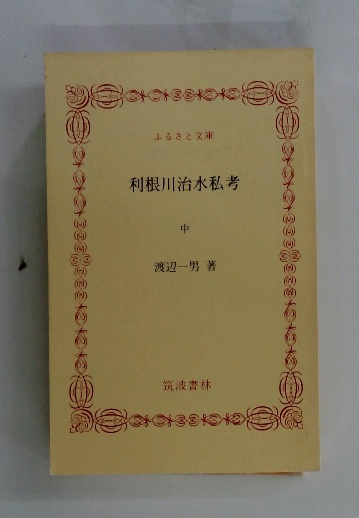 ふるさと文庫
利根川治水私考
中
渡辺一男 著
筑波書林